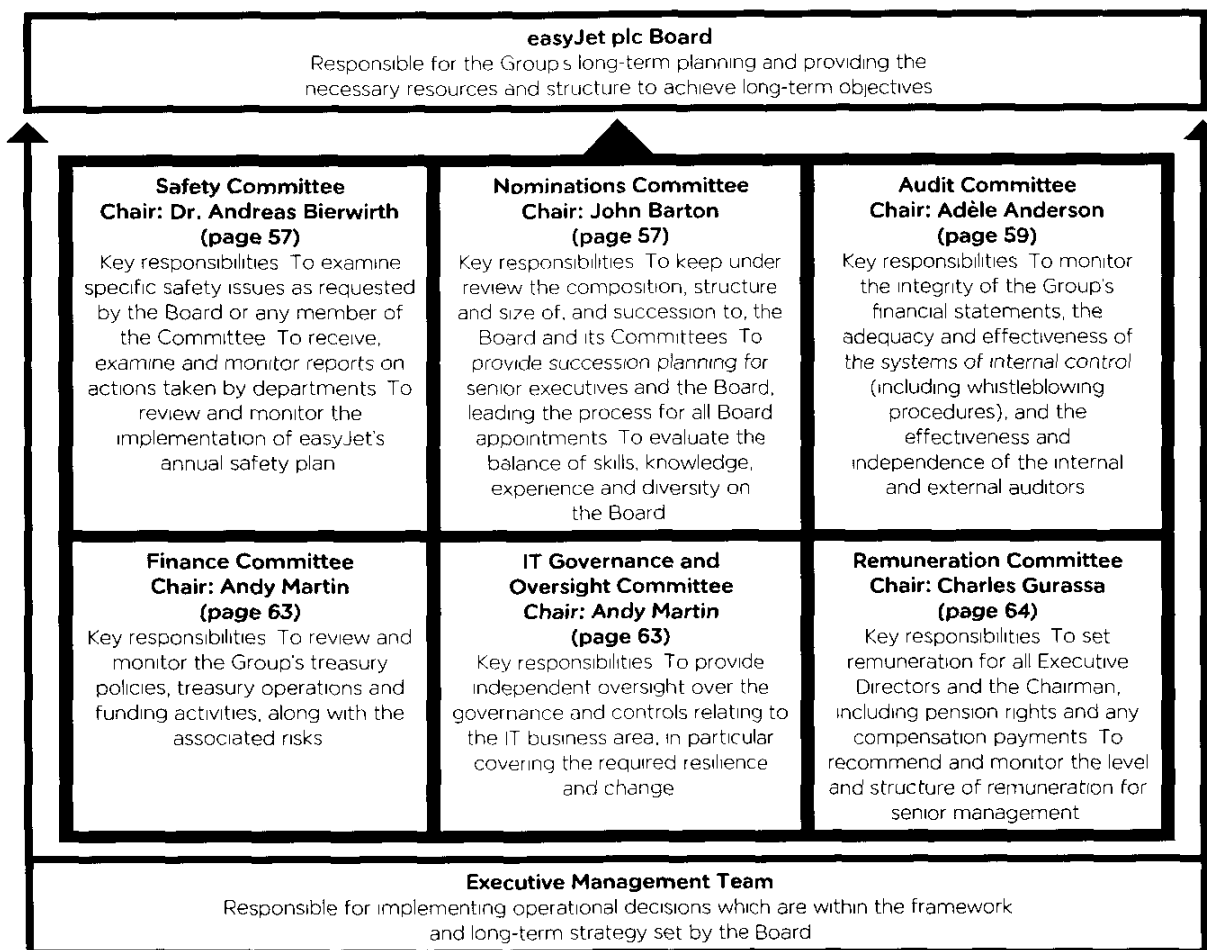 easyJet plc Board
Responsible for the Group s long-term planning and providing the
necessary resources and structure to achieve long-term objectives
Safety Committee
Chair: Dr. Andreas Bierwirth
(page 57)
Key responsibilities To examine
specific safety issues as requested
by the Board or any member of
the Committee To receive,
examine and monitor reports on
actions taken by departments To
review and monitor the
implementation of easyJet's
annual safety plan
Nominations Committee
Chair: John Barton
(page 57)
Key responsibilities To keep under
review the composition, structure
and size of, and succession to, the
Board and its Committees To
provide succession planning for
senior executives and the Board,
leading the process for all Board
appointments To evaluate the
balance of skills, knowledge,
experience and diversity on
the Board
Audit Committee
Chair: Adèle Anderson
(page 59)
Key responsibilities To monitor
the integrity of the Group's
financial statements, the
adequacy and effectiveness of
the systems of internal control
(including whistleblowing
procedures), and the
effectiveness and
independence of the internal
and external auditors
Finance Committee
Chair: Andy Martin
(page 63)
Key responsibilities To review and
monitor the Group's treasury
policies, treasury operations and
funding activities, along with the
associated risks
IT Governance and
Oversight Committee
Chair: Andy Martin
(page 63)
Key responsibilities To provide
independent oversight over the
governance and controls relating to
the IT business area, in particular
covering the required resilience
and change
Remuneration Committee
Chair: Charles Gurassa
(page 64)
Key responsibilities To set
remuneration for all Executive
Directors and the Chairman,
including pension rights and any
compensation payments To
recommend and monitor the level
and structure of remuneration for
senior management
Executive Management Team
Responsible for implementing operational decisions which are within the framework
and long-term strategy set by the Board